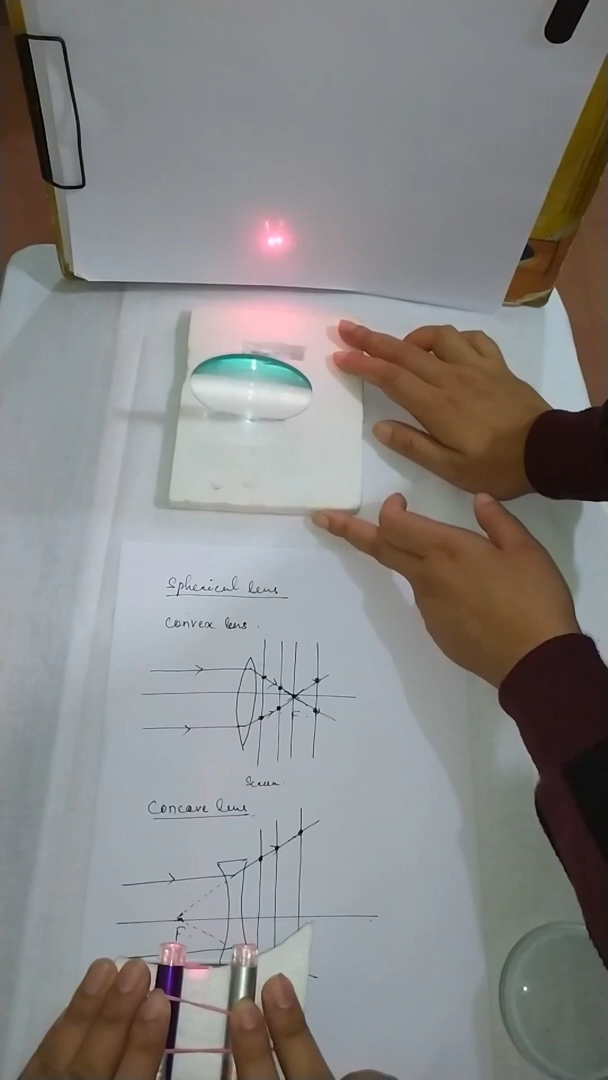 Spherical lens
Convex lens.
F
Screen.
Concave lens
F